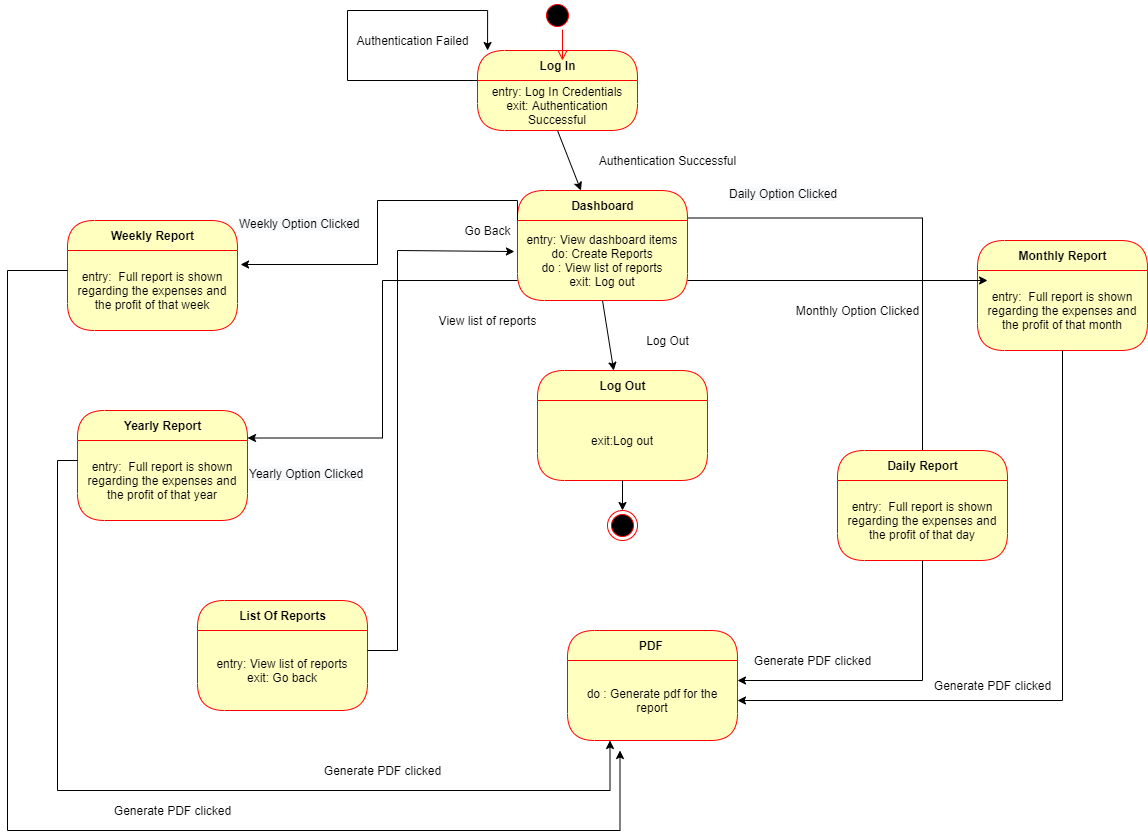 Authentication Failed
Log In
entry: Log In Credentials
exit: Authentication
Successful
Authentication Successful
Daily Option Clicked
Dashboard
entry: View dashboard items
do: Create Reports
do : View list of reports
exit: Log out
Weekly Option Clicked
Go Back
Weekly Report
entry:  Full report is shown
regarding the expenses and
the profit of that week
Monthly Report
entry:  Full report is shown
regarding the expenses and
the profit of that month
Monthly Option Clicked
View list of reports
Log Out
Log Out
exit:Log out
Yearly Report
entry:  Full report is shown
regarding the expenses and
the profit of that year
Yearly Option Clicked
Daily Report
entry:  Full report is shown
regarding the expenses and
the profit of that day
List Of Reports
entry: View list of reports
exit: Go back
PDF
do : Generate pdf for the
report
Generate PDF clicked
Generate PDF clicked
Generate PDF clicked
Generate PDF clicked